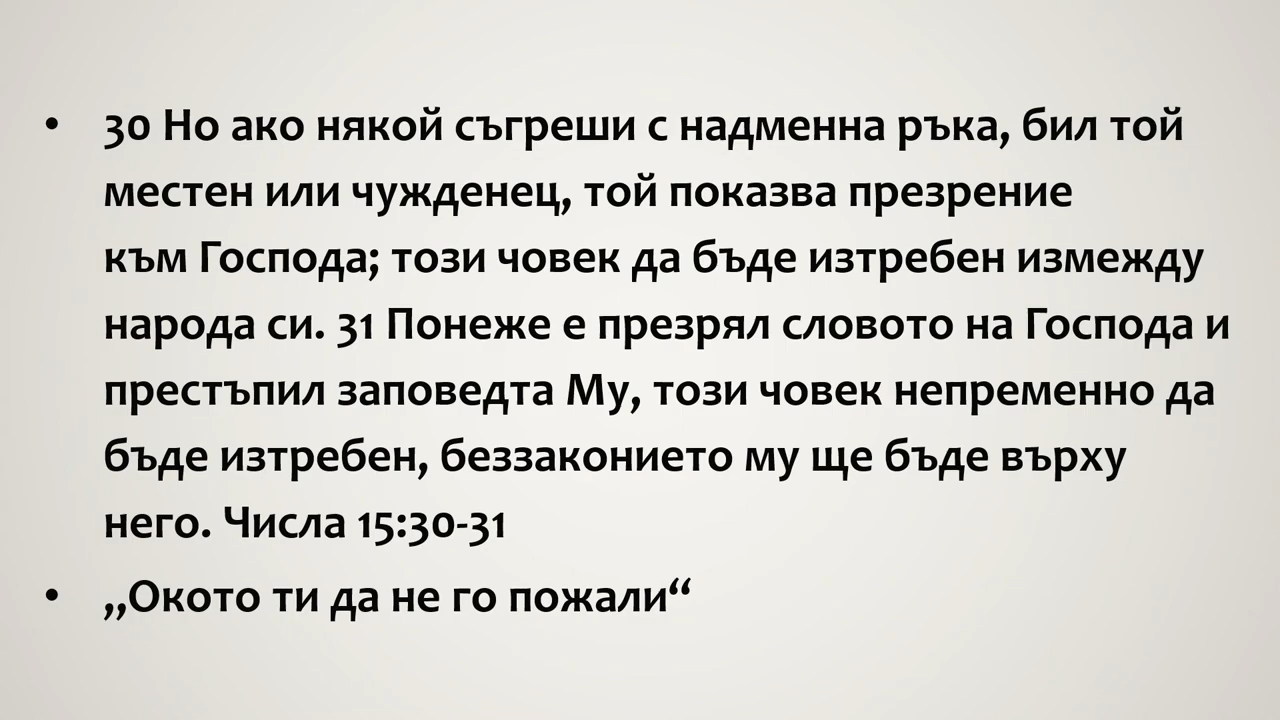 • 30 Но ако някой съгреши с надменна ръка, бил той
местен или чужденец, той показва презрение
към Господа; този човек да бъде изтребен измежду
народа си. 31 Понеже е презрял словото на Господа и
престъпил заповедта Му, този човек непременно да
бъде изтребен, беззаконието му ще бъде върху
него. Числа 15:30-31
• „Окото ти да не го пожали“